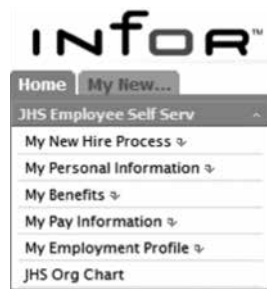 INFOR™
Home My New...
JHS Employee Self Serv
My New Hire Process
My Personal Information
My Benefits
My Pay Information
My Employment Profile
JHS Org Chart